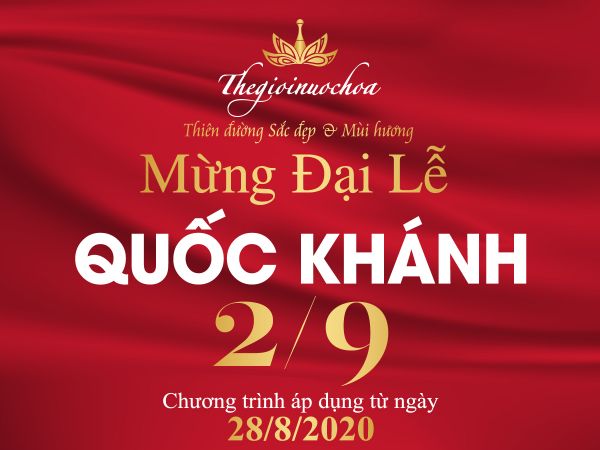 Thegioinuochoa
Thiên đường Sắc đẹp & Mùi hương
Mừng Đại Lễ
QUỐC KHÁNH
2/9
Chương trình áp dụng từ ngày
28/8/2020